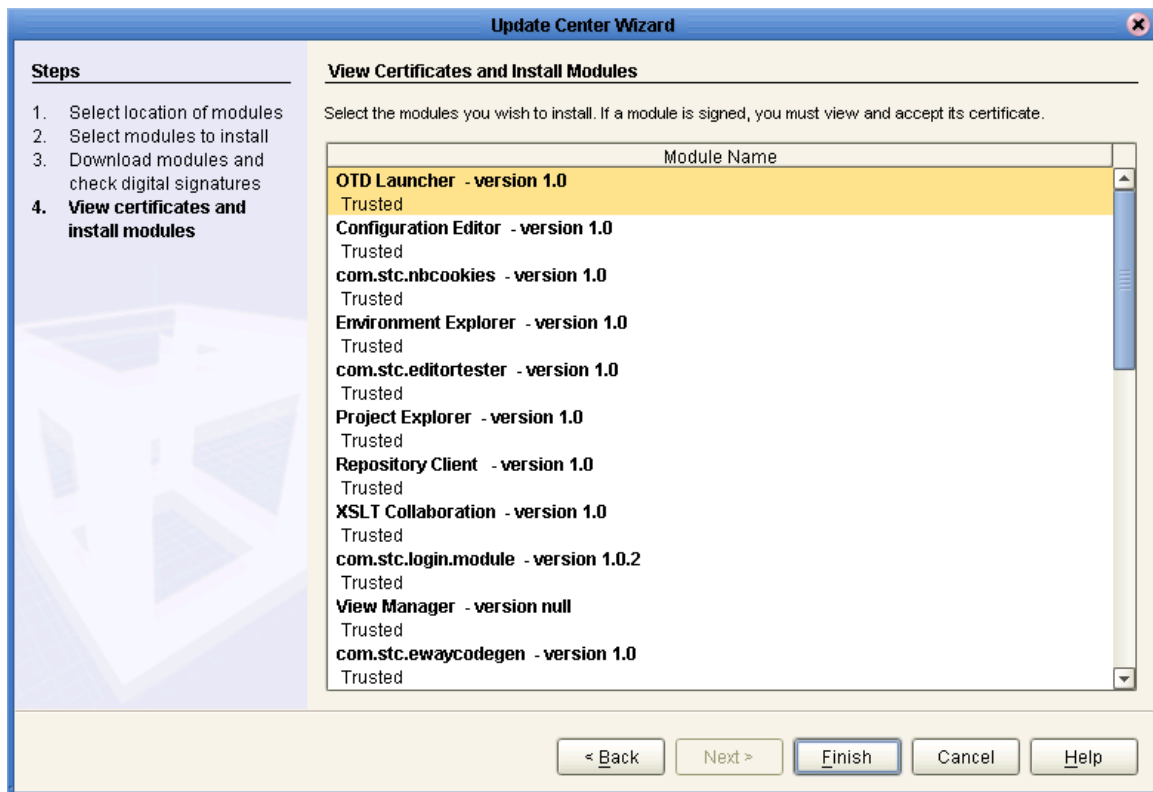 Update Center Wizard
Steps
1. Select location of modules
2. Select modules to install
3. Download modules and
check digital signatures
4. View certificates and
install modules
View Certificates and Install Modules
Select the modules you wish to install. If a module is signed, you must view and accept its certificate.
Module Name
OTD Launcher - version 1.0
Trusted
Configuration Editor - version 1.0
Trusted
com.stc.nbcookies - version 1.0
Trusted
Environment Explorer - version 1.0
Trusted
com.stc.editortester - version 1.0
Trusted
Project Explorer - version 1.0
Trusted
Repository Client - version 1.0
Trusted
XSLT Collaboration - version 1.0
Trusted
com.stc.login.module - version 1.0.2
Trusted
View Manager - version null
Trusted
com.stc.ewaycodegen - version 1.0
Trusted
< Back Next > Finish Cancel Help